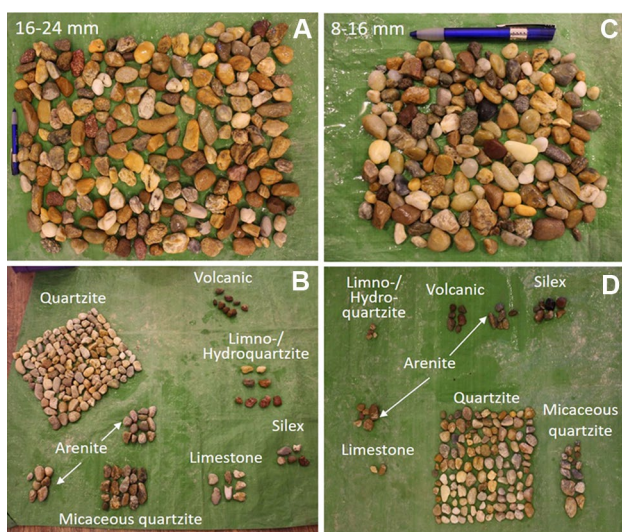 16-24 mm
A
8-16 mm
C
B
Volcanic
Quartzite
Limno-/
Hydroquartzite
Arenite
Silex
Limestone
Micaceous quartzite
D
Limno-/
Hydro-
quartzite
Volcanic
Silex
Arenite
Quartzite
Micaceous
quartzite
Limestone